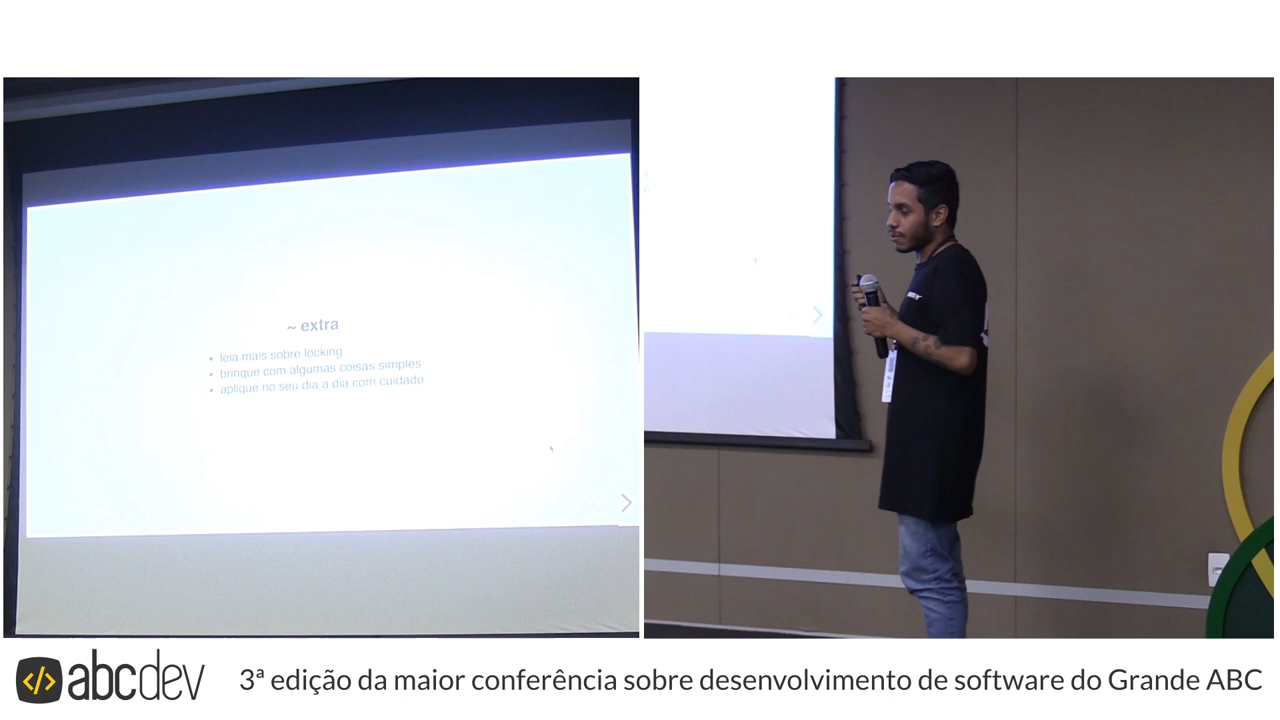 ~ extra
• leia mais sobre locking
• brinque com algumas coisas simples
• aplique no seu dia a dia com cuidado
</> abcdev
3ª edição da maior conferência sobre desenvolvimento de software do Grande ABC